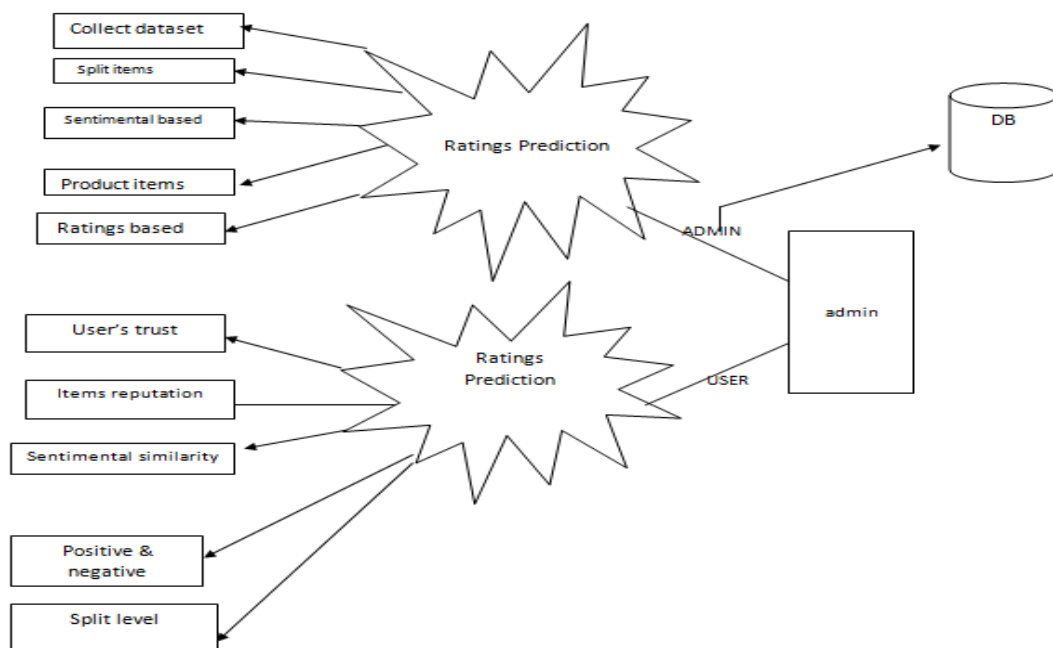 Collect dataset
Split items
Sentimental based
Product items
Ratings based
Ratings Prediction
ADMIN
DB
admin
User's trust
Items reputation
Sentimental similarity
Positive &
negative
Split level
Ratings
Prediction
USER